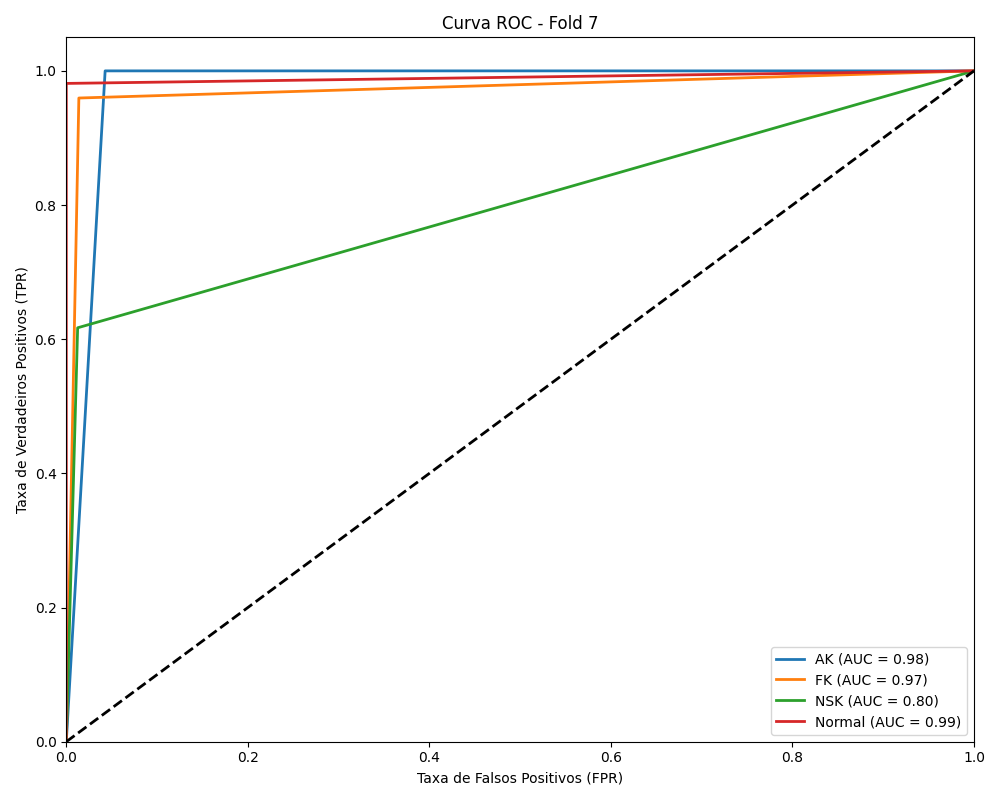 Curva ROC - Fold 7
Taxa de Verdadeiros Positivos (TPR)
1.0
0.8
0.6
0.4
0.2
0.0
0.0 0.2 0.4 0.6 0.8 1.0
Taxa de Falsos Positivos (FPR)
AK (AUC = 0.98)
FK (AUC = 0.97)
NSK (AUC = 0.80)
Normal (AUC = 0.99)